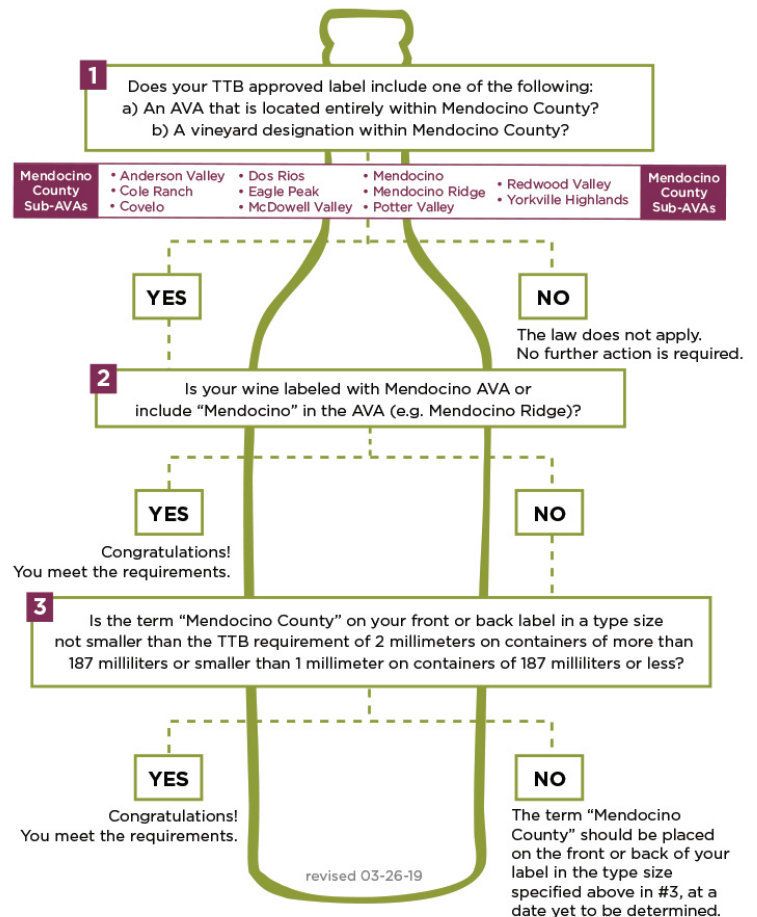 1
Does your TTB approved label include one of the following:
a) An AVA that is located entirely within Mendocino County?
b) A vineyard designation within Mendocino County?
Mendocino
County
Sub-AVAs
• Anderson Valley
• Cole Ranch
• Covelo
• Dos Rios
• Eagle Peak
• McDowell Valley
• Mendocino
• Mendocino Ridge
• Potter Valley
• Redwood Valley
• Yorkville Highlands
Mendocino
County
Sub-AVAs
YES
NO
The law does not apply.
No further action is required.
2
Is your wine labeled with Mendocino AVA or
include “Mendocino” in the AVA (e.g. Mendocino Ridge)?
YES
Congratulations!
You meet the requirements.
NO
3
Is the term “Mendocino County” on your front or back label in a type size
not smaller than the TTB requirement of 2 millimeters on containers of more than
187 milliliters or smaller than 1 millimeter on containers of 187 milliliters or less?
YES
Congratulations!
You meet the requirements.
NO
The term “Mendocino
County” should be placed
on the front or back of your
label in the type size
specified above in #3, at a
date yet to be determined.
revised 03-26-19